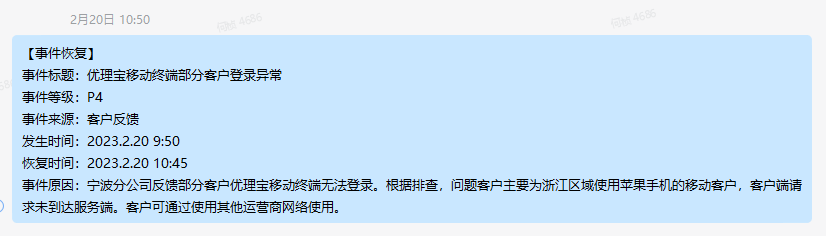 2月20日 10:50
【事件恢复】
事件标题：优理宝移动终端部分客户登录异常
事件等级：P4
事件来源：客户反馈
发生时间：2023.2.20 9:50
恢复时间：2023.2.20 10:45
事件原因：宁波分公司反馈部分客户优理宝移动终端无法登录。根据排查，问题客户主要为浙江区域使用苹果手机的移动客户，客户端请
求未到达服务端。客户可通过使用其他运营商网络使用。